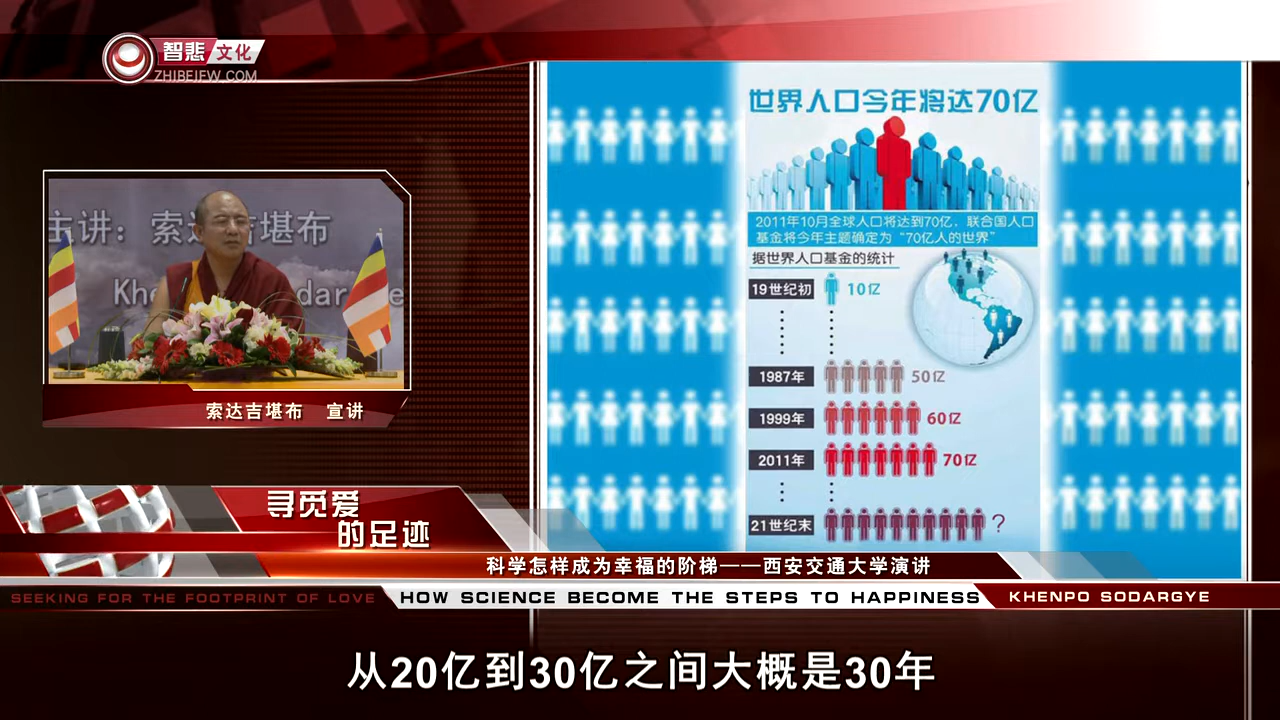 智悲文化
ZHIBEIFW.COM
主讲：索达吉堪布
索达吉堪布 宣讲
世界人口今年将达70亿
2011年10月全球人口将达到70亿，联合国人口
基金将今年主题确定为“70亿人的世界”
据世界人口基金的统计
19世纪初 10亿
1987年 50亿
1999年 60亿
2011年 70亿
21世纪末 ？
寻觅爱
的足迹
科学怎样成为幸福的阶梯——西安交通大学演讲
SEEKING FOR THE FOOTPRINT OF LOVE
HOW SCIENCE BECOME THE STEPS TO HAPPINESS
KHENPO SODARGYE
从20亿到30亿之间大概是30年